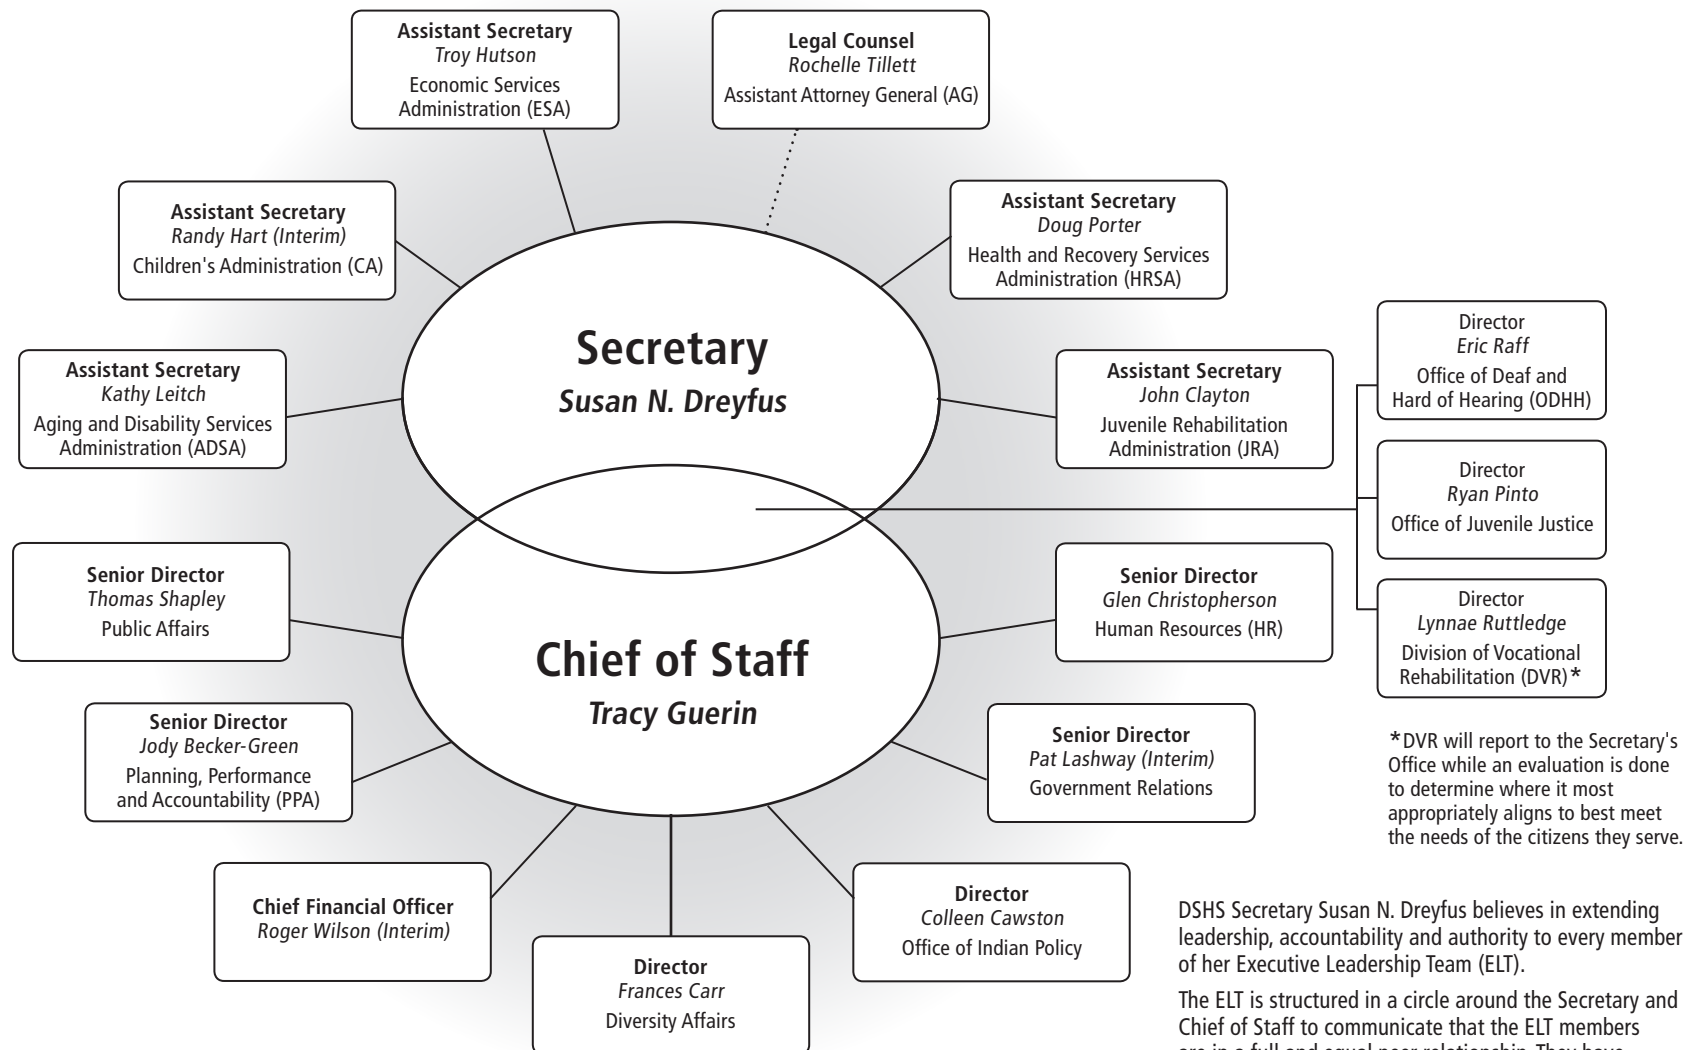 Assistant Secretary
Troy Hutson
Economic Services
Administration (ESA)
Legal Counsel
Rochelle Tillett
Assistant Attorney General (AG)
Assistant Secretary
Randy Hart (Interim)
Children's Administration (CA)
Assistant Secretary
Doug Porter
Health and Recovery Services
Administration (HRSA)
Assistant Secretary
Kathy Leitch
Aging and Disability Services
Administration (ADSA)
Secretary
Susan N. Dreyfus
Assistant Secretary
John Clayton
Juvenile Rehabilitation
Administration (JRA)
Director
Eric Raff
Office of Deaf and
Hard of Hearing (ODHH)
Director
Ryan Pinto
Office of Juvenile Justice
Director
Lynnae Ruttledge
Division of Vocational
Rehabilitation (DVR)*
Senior Director
Thomas Shapley
Public Affairs
Chief of Staff
Tracy Guerin
Senior Director
Glen Christopherson
Human Resources (HR)
Senior Director
Jody Becker-Green
Planning, Performance
and Accountability (PPA)
Senior Director
Pat Lashway (Interim)
Government Relations
*DVR will report to the Secretary's
Office while an evaluation is done
to determine where it most
appropriately aligns to best meet
the needs of the citizens they serve.
Chief Financial Officer
Roger Wilson (Interim)
Director
Frances Carr
Diversity Affairs
Director
Colleen Cawston
Office of Indian Policy
DSHS Secretary Susan N. Dreyfus believes in extending
leadership, accountability and authority to every member
of her Executive Leadership Team (ELT).
The ELT is structured in a circle around the Secretary and
Chief of Staff to communicate that the ELT members
are in a full and equal peer relationship. They have